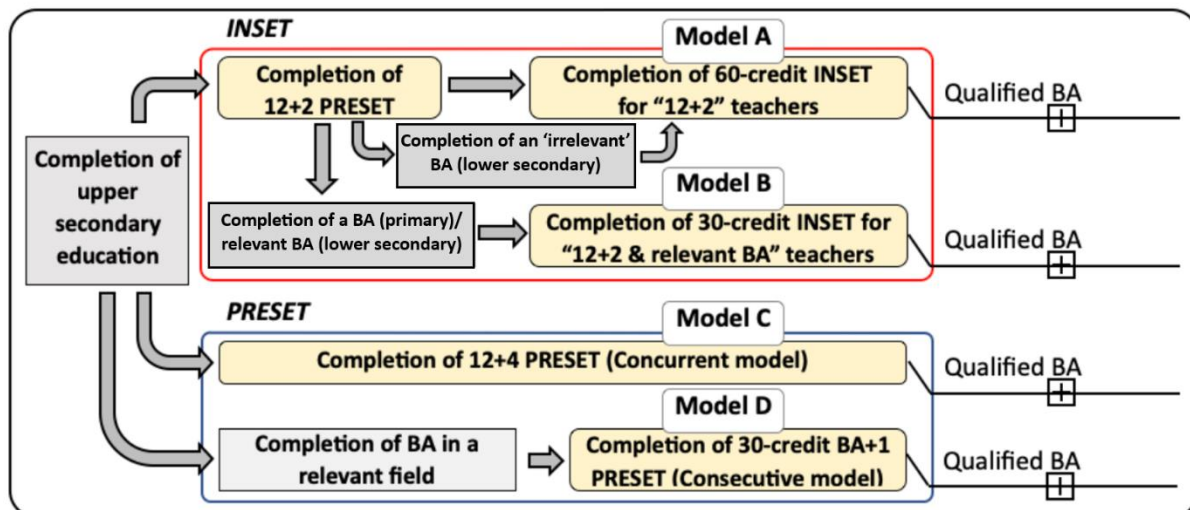 INSET
Model A
Completion of
12+2 PRESET
Completion of 60-credit INSET
for “12+2” teachers
Qualified BA
Completion of an ‘irrelevant’
BA (lower secondary)
Completion of
upper
secondary
education
Model B
Completion of a BA (primary)/
relevant BA (lower secondary)
Completion of 30-credit INSET for
“12+2 & relevant BA” teachers
Qualified BA
PRESET
Model C
Completion of 12+4 PRESET (Concurrent model)
Qualified BA
Model D
Completion of BA in a
relevant field
Completion of 30-credit BA+1
PRESET (Consecutive model)
Qualified BA